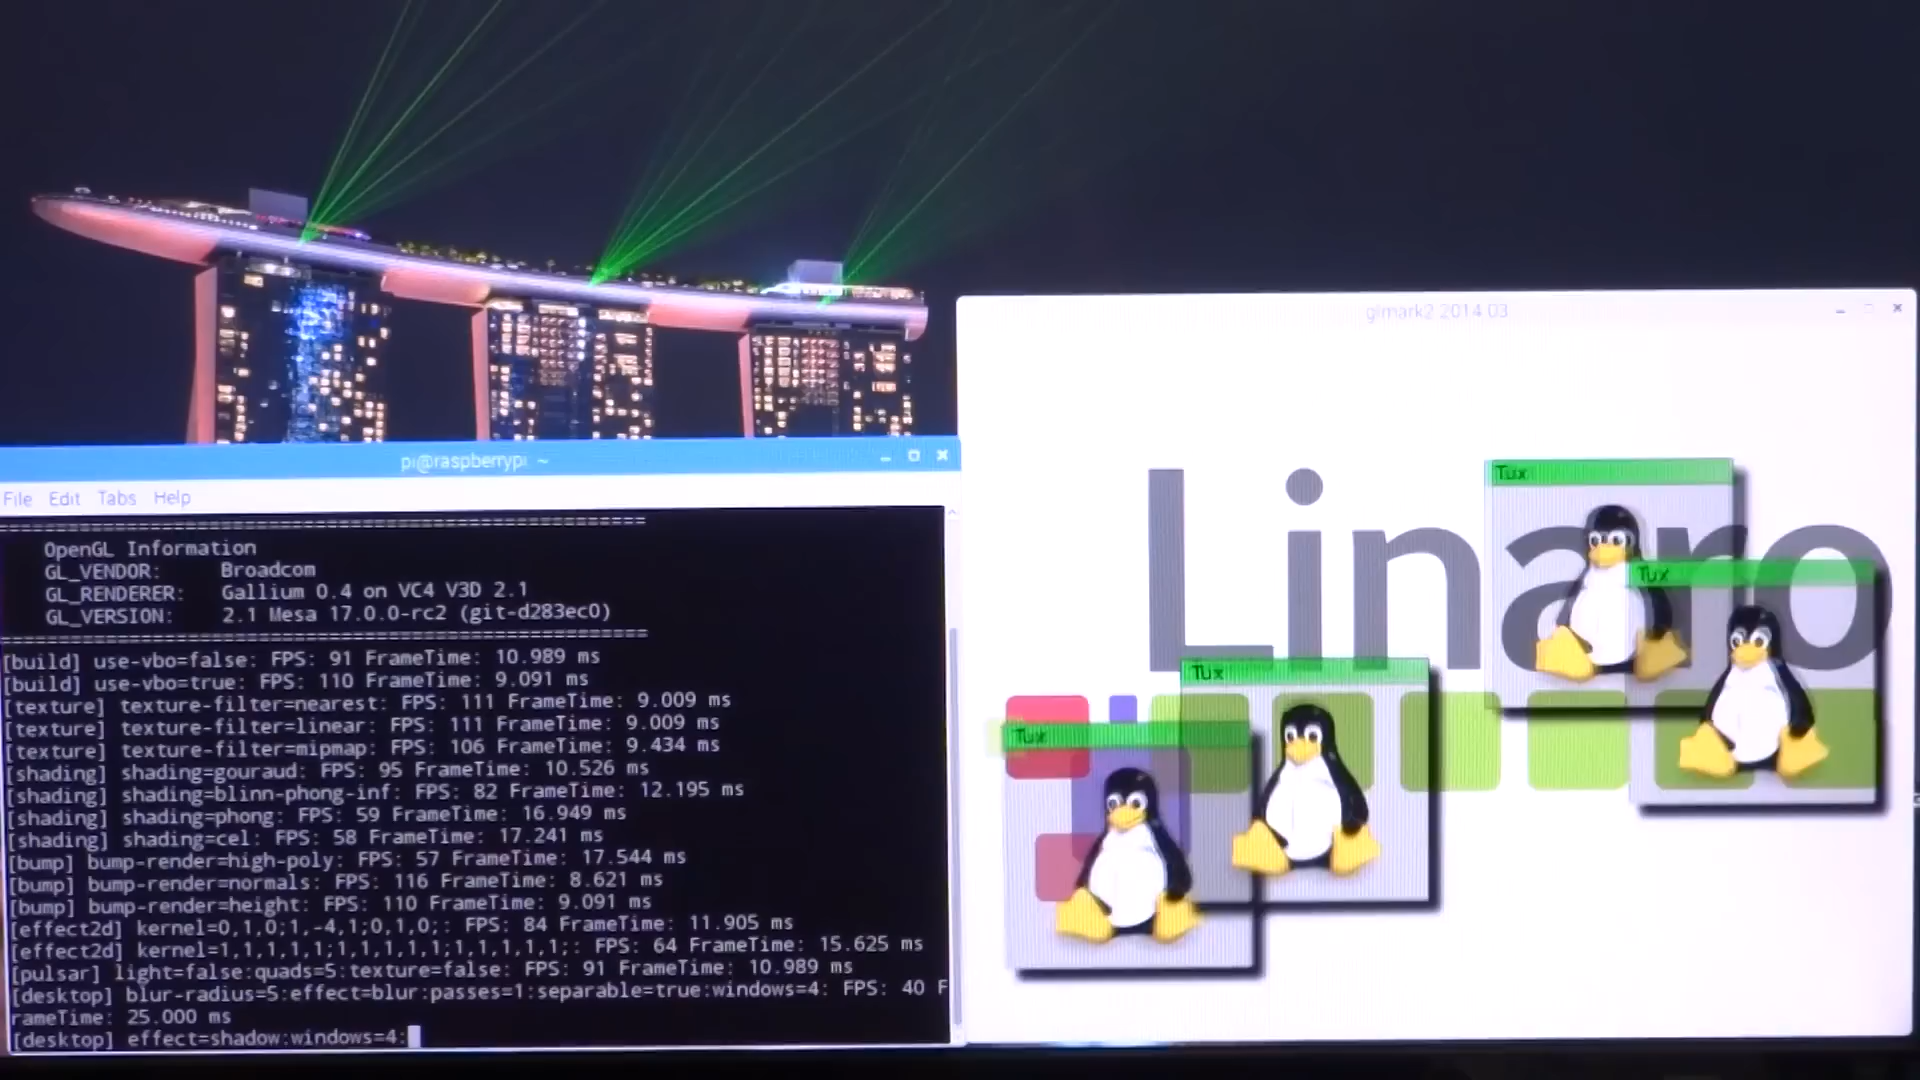 glmark2 2014.03
pi@raspberrypi: ~
File Edit Tabs Help
=======================================================
OpenGL Information
GL_VENDOR: Broadcom
GL_RENDERER: Gallium 0.4 on VC4 V3D 2.1
GL_VERSION: 2.1 Mesa 17.0.0-rc2 (git-d283ec0)
=======================================================
[build] use-vbo=false: FPS: 91 FrameTime: 10.989 ms
[build] use-vbo=true: FPS: 110 FrameTime: 9.091 ms
[texture] texture-filter=nearest: FPS: 111 FrameTime: 9.009 ms
[texture] texture-filter=linear: FPS: 111 FrameTime: 9.009 ms
[texture] texture-filter=mipmap: FPS: 106 FrameTime: 9.434 ms
[shading] shading=gouraud: FPS: 95 FrameTime: 10.526 ms
[shading] shading=blinn-phong-inf: FPS: 82 FrameTime: 12.195 ms
[shading] shading=phong: FPS: 59 FrameTime: 16.949 ms
[shading] shading=cel: FPS: 58 FrameTime: 17.241 ms
[bump] bump-render=high-poly: FPS: 57 FrameTime: 17.544 ms
[bump] bump-render=normals: FPS: 116 FrameTime: 8.621 ms
[bump] bump-render=height: FPS: 110 FrameTime: 9.091 ms
[effect2d] kernel=0,1,0;1,-4,1;0,1,0;: FPS: 84 FrameTime: 11.905 ms
[effect2d] kernel=1,1,1,1,1;1,1,1,1,1;1,1,1,1,1;: FPS: 64 FrameTime: 15.625 ms
[pulsar] light=false:quads=5:texture=false: FPS: 91 FrameTime: 10.989 ms
[desktop] blur-radius=5:effect=blur:passes=1:separable=true:windows=4: FPS: 40 F
rameTime: 25.000 ms
[desktop] effect=shadow:windows=4:
Linaro
Tux
Tux
Tux
Tux